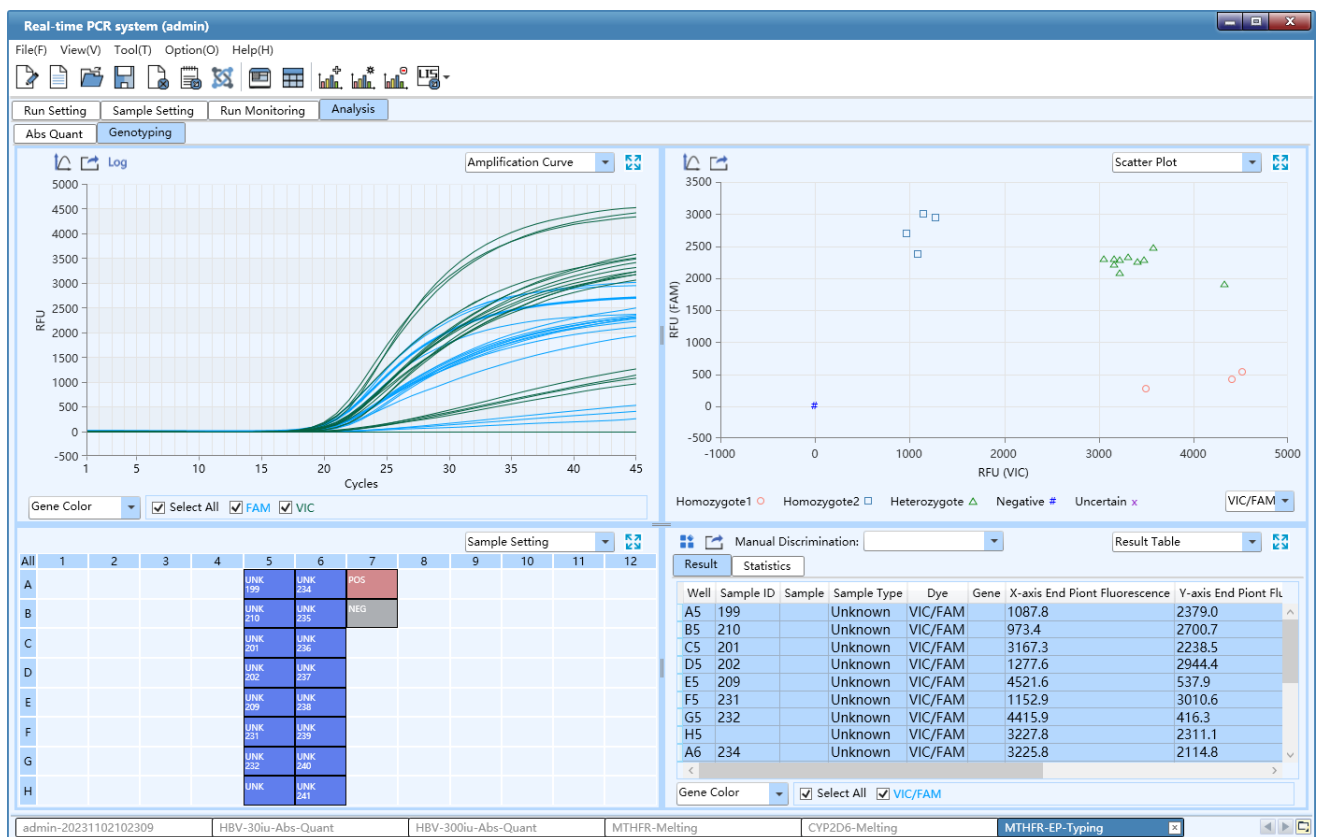 Real-time PCR system (admin)
File(F) View(V) Tool(T) Option(O) Help(H)
LIS
Run Setting Sample Setting Run Monitoring Analysis
Abs Quant Genotyping
Log Amplification Curve
5000
4500
4000
3500
3000
2500
2000
1500
1000
500
0
-500
RFU
1 5 10 15 20 25 30 35 40 45
Cycles
Gene Color Select All FAM VIC
Scatter Plot
3500
3000
2500
2000
1500
1000
500
0
-500
RFU (FAM)
-1000 0 1000 2000 3000 4000 5000
RFU (VIC)
Homozygote1 Homozygote2 Heterozygote Negative # Uncertain x VIC/FAM
Sample Setting
All 1 2 3 4 5 6 7 8 9 10 11 12
A UNK 199 UNK 234 POS
B UNK 210 UNK 235 NEG
C UNK 201 UNK 236
D UNK 202 UNK 237
E UNK 209 UNK 238
F UNK 231 UNK 239
G UNK 232 UNK 240
H UNK UNK 241
Manual Discrimination: Result Table
Result Statistics
Well Sample ID Sample Sample Type Dye Gene X-axis End Piont Fluorescence Y-axis End Piont Flu
A5 199 Unknown VIC/FAM 1087.8 2379.0
B5 210 Unknown VIC/FAM 973.4 2700.7
C5 201 Unknown VIC/FAM 3167.3 2238.5
D5 202 Unknown VIC/FAM 1277.6 2944.4
E5 209 Unknown VIC/FAM 4521.6 537.9
F5 231 Unknown VIC/FAM 1152.9 3010.6
G5 232 Unknown VIC/FAM 4415.9 416.3
H5 Unknown VIC/FAM 3227.8 2311.1
A6 234 Unknown VIC/FAM 3225.8 2114.8
Gene Color Select All VIC/FAM
admin-20231102102309 HBV-30iu-Abs-Quant HBV-300iu-Abs-Quant MTHFR-Melting CYP2D6-Melting MTHFR-EP-Typing